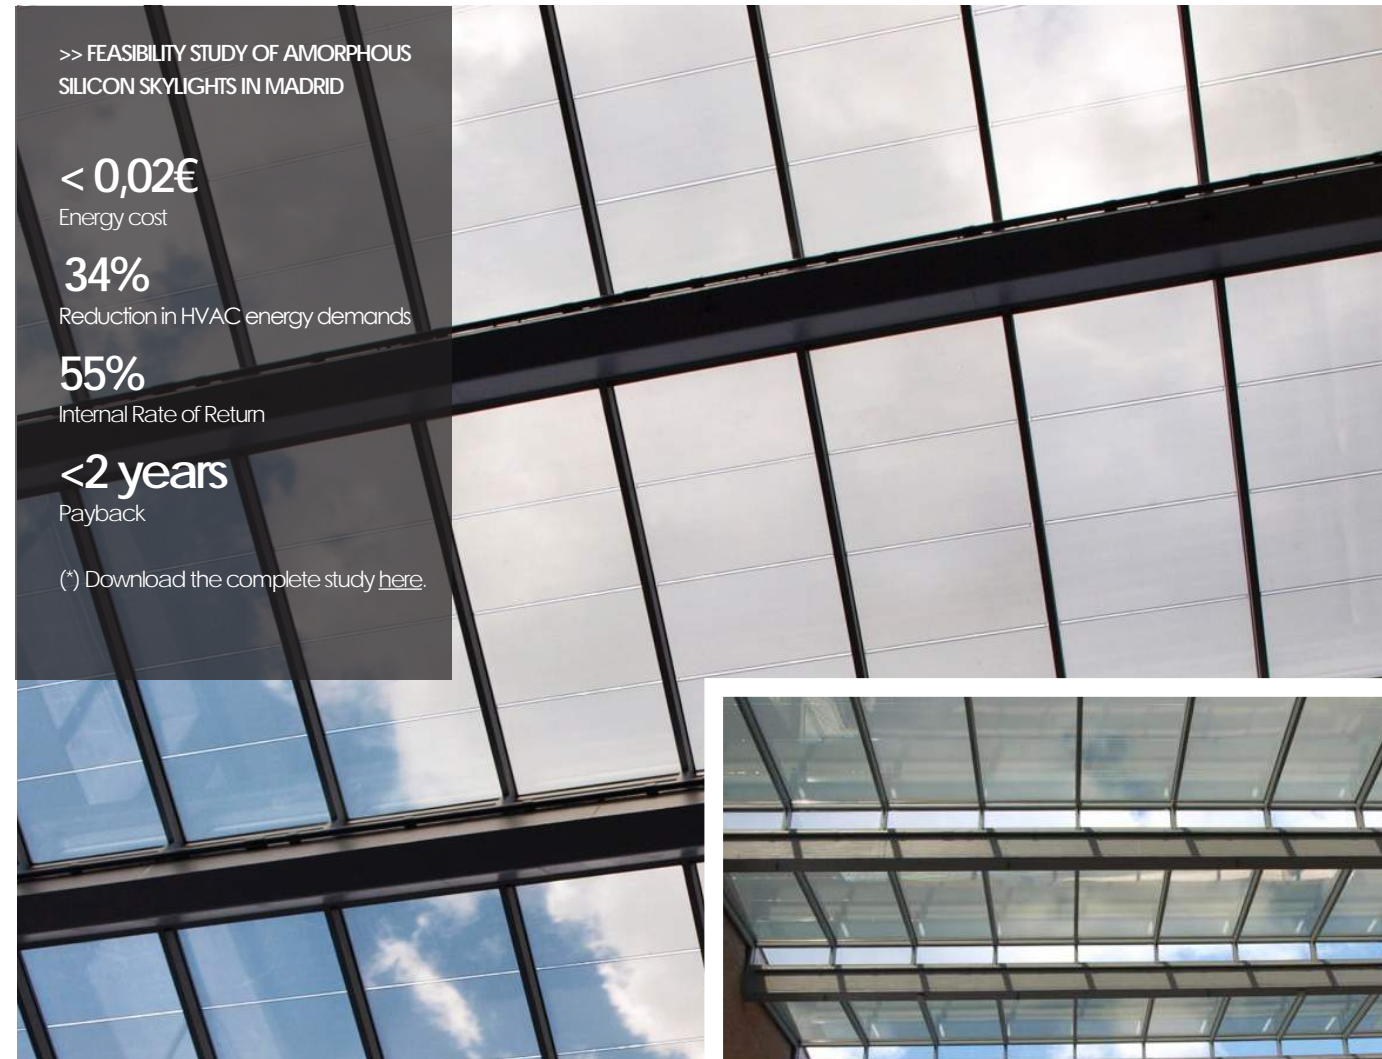 >> FEASIBILITY STUDY OF AMORPHOUS
SILICON SKYLIGHTS IN MADRID
< 0,02€
Energy cost
34%
Reduction in HVAC energy demands
55%
Internal Rate of Return
<2 years
Payback
(*) Download the complete study here.